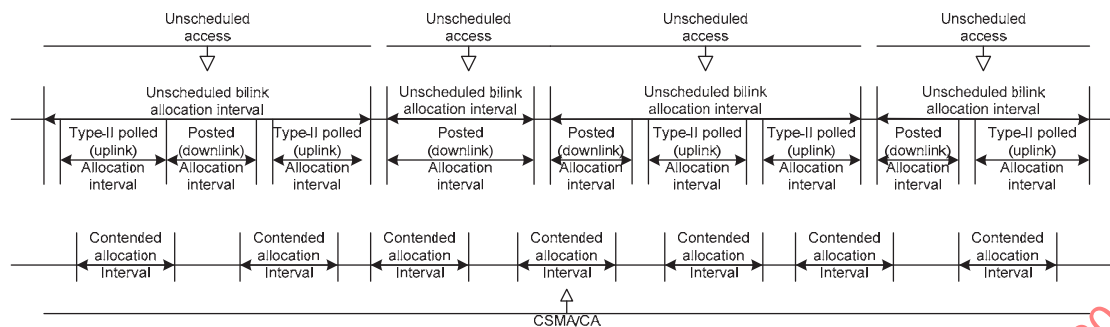 Unscheduled access
Unscheduled access
Unscheduled access
Unscheduled access
Unscheduled bilink allocation interval
Unscheduled bilink allocation interval
Unscheduled bilink allocation interval
Unscheduled bilink allocation interval
Type-II polled (uplink) Allocation interval
Posted (downlink) Allocation interval
Type-II polled (uplink) Allocation interval
Posted (downlink) Allocation interval
Posted (downlink) Allocation interval
Type-II polled (uplink) Allocation interval
Type-II polled (uplink) Allocation interval
Posted (downlink) Allocation interval
Type-II polled (uplink) Allocation interval
Contended allocation Interval
Contended allocation Interval
Contended allocation Interval
Contended allocation Interval
Contended allocation Interval
Contended allocation Interval
Contended allocation Interval
CSMA/CA